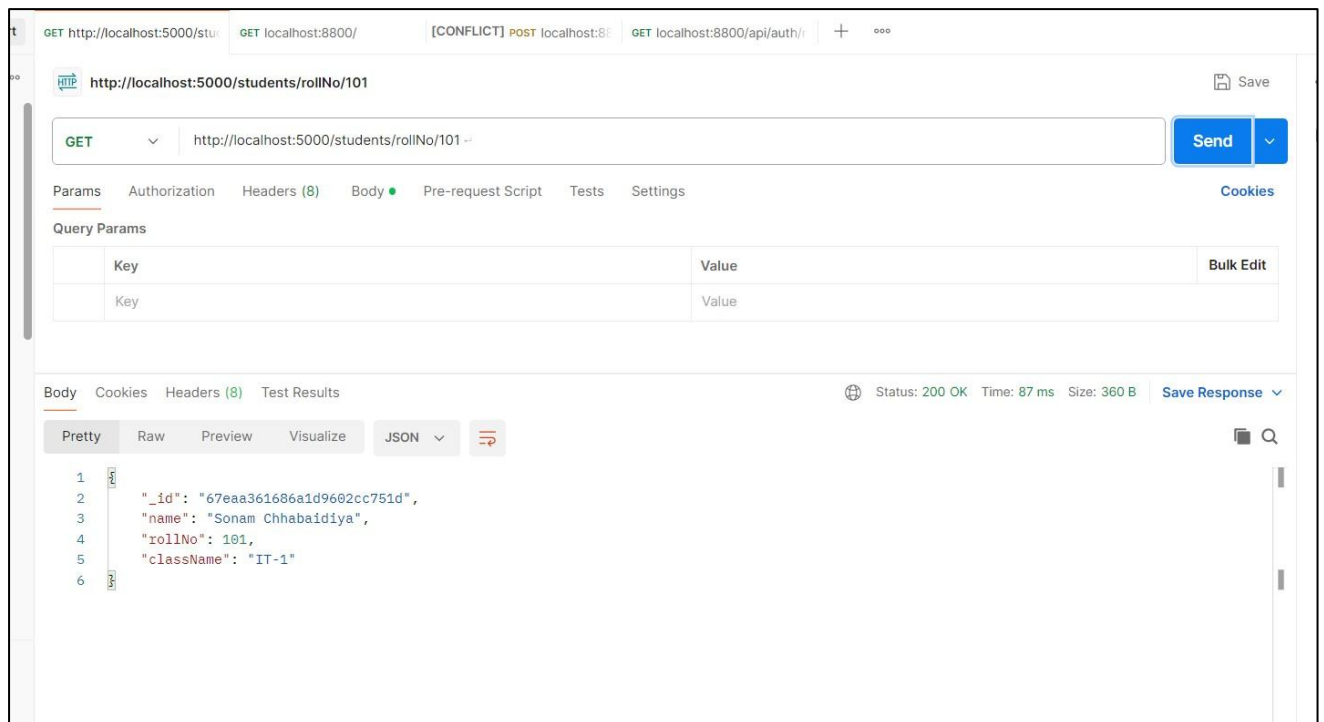 GET http://localhost:5000/stu GET localhost:8800/ [CONFLICT] POST localhost:88 GET localhost:8800/api/auth/
HTTP http://localhost:5000/students/rollNo/101 Save
GET http://localhost:5000/students/rollNo/101 Send
Params Authorization Headers (8) Body Pre-request Script Tests Settings Cookies
Query Params
Key Value Bulk Edit
Key Value
Body Cookies Headers (8) Test Results Status: 200 OK Time: 87 ms Size: 360 B Save Response
Pretty Raw Preview Visualize JSON
1 {
2 "_id": "67eaa361686a1d9602cc751d",
3 "name": "Sonam Chhabaidiya",
4 "rollNo": 101,
5 "className": "IT-1"
6 }